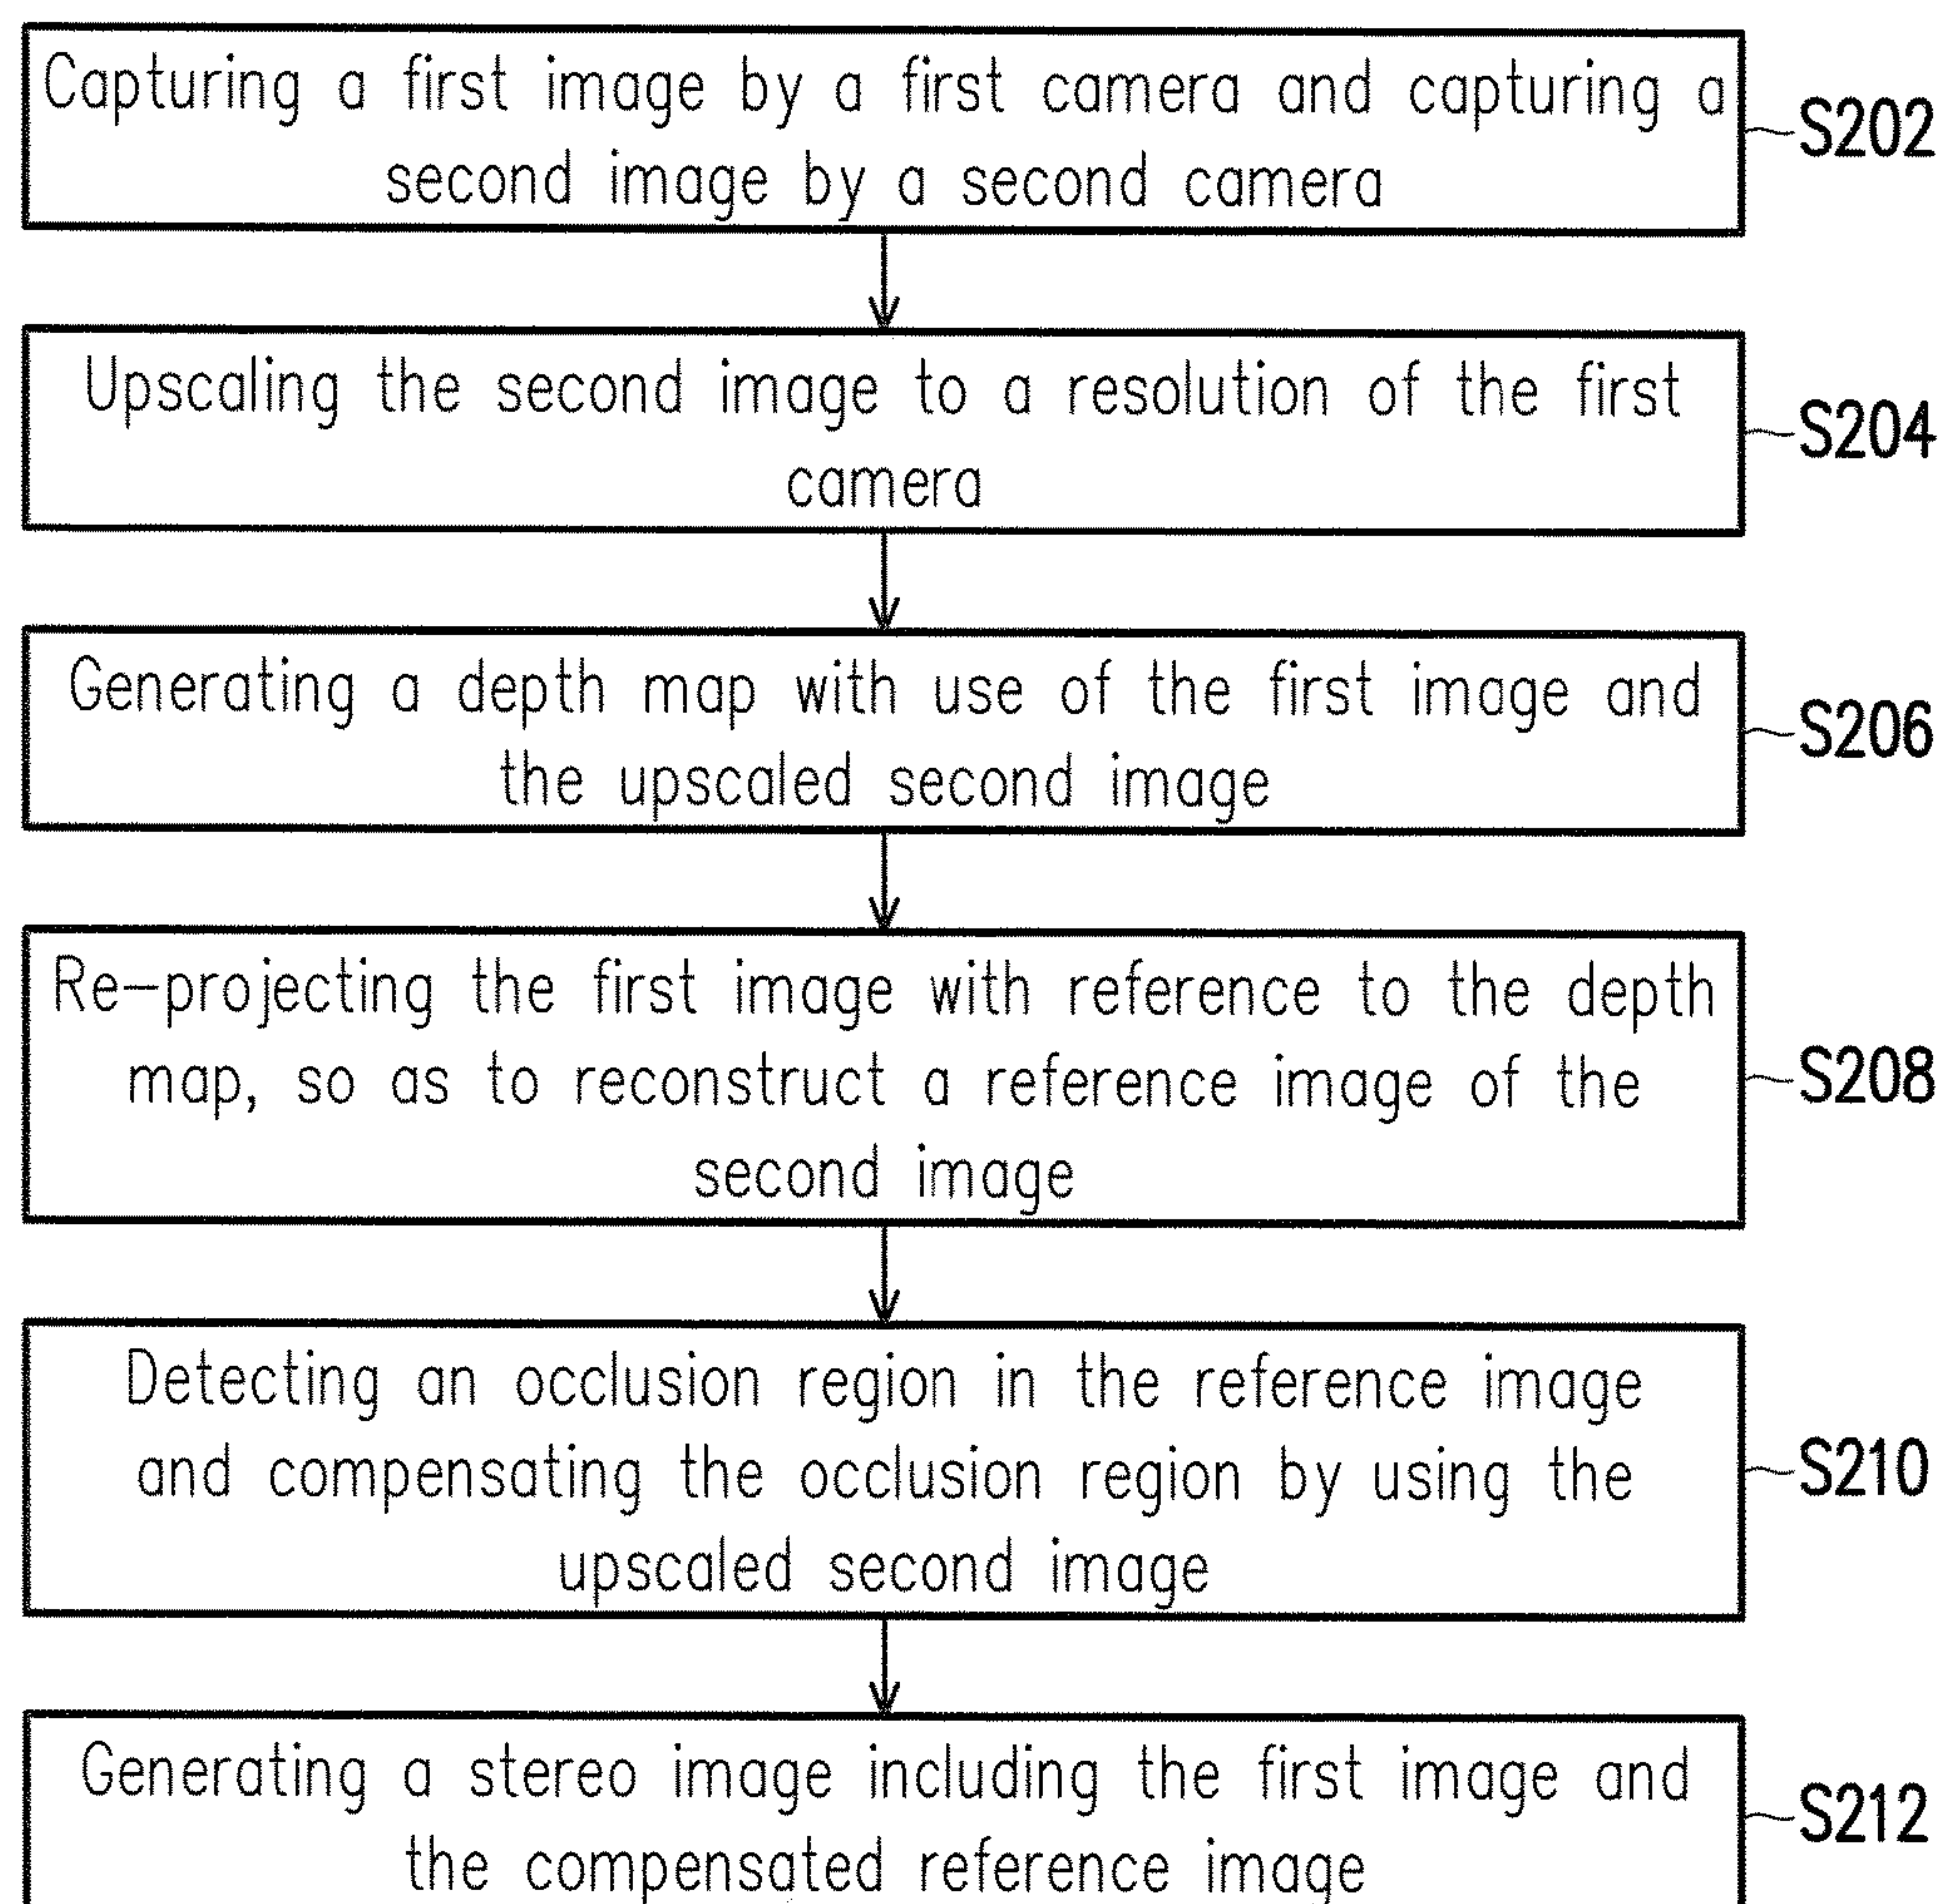 Capturing a first image by a first camera and capturing a
second image by a second camera
S202
Upscaling the second image to a resolution of the first
camera
S204
Generating a depth map with use of the first image and
the upscaled second image
S206
Re-projecting the first image with reference to the depth
map, so as to reconstruct a reference image of the
second image
S208
Detecting an occlusion region in the reference image
and compensating the occlusion region by using the
upscaled second image
S210
Generating a stereo image including the first image and
the compensated reference image
S212